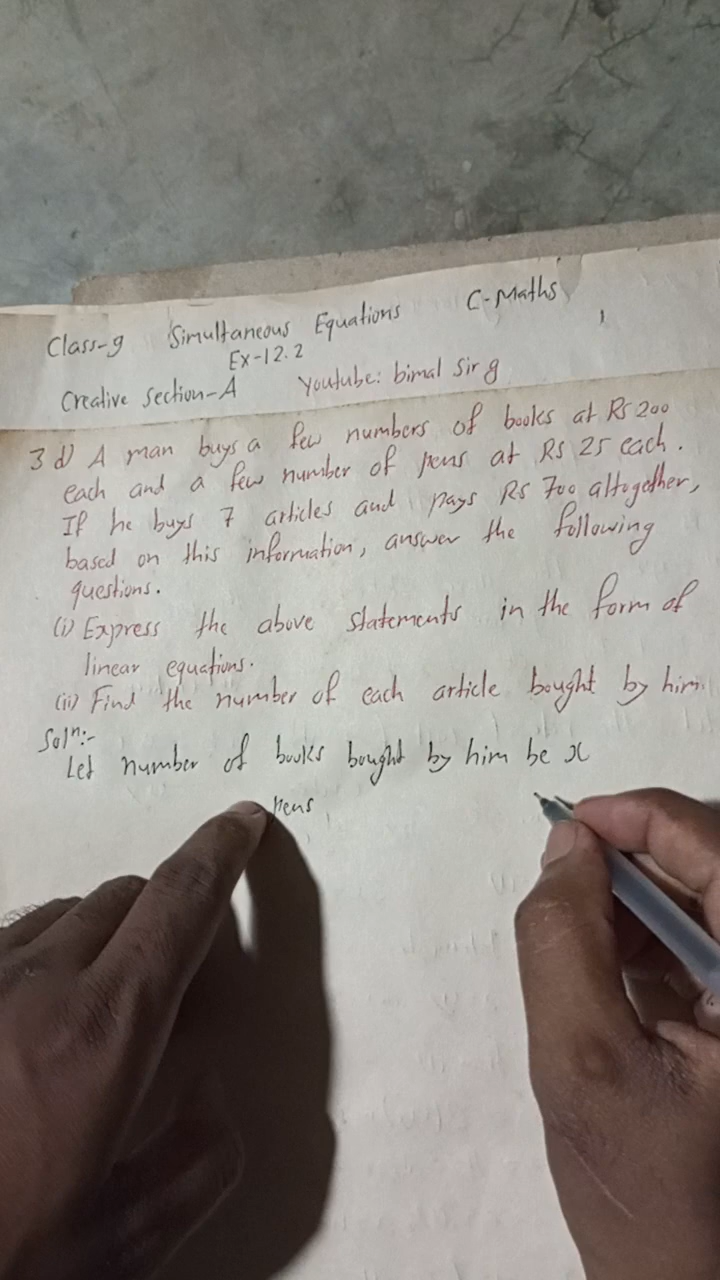 Class-9 Simultaneous Equations C-Maths
Ex-12.2
Creative section-A Youtube: bimal sir g
3 d) A man buys a few numbers of books at Rs 200
each and a few number of pens at Rs 25 each.
If he buys 7 articles and pays Rs 700 altogether,
based on this information, answer the following
questions.
(i) Express the above statements in the form of
linear equations.
(ii) Find the number of each article bought by him.
Solⁿ:-
Let number of books bought by him be x
pens